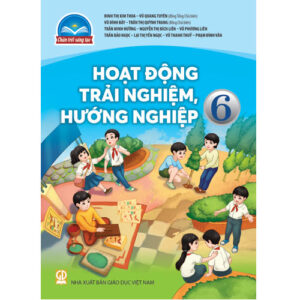 ĐINH THỊ KIM THOA – VŨ QUANG TUYÊN (đồng Tổng Chủ biên)
VŨ ĐÌNH BẢY – TRẦN THỊ QUỲNH TRANG (đồng Chủ biên)
TRẦN MINH HƯỜNG – NGUYỄN THỊ BÍCH LIÊN – VŨ PHƯƠNG LIÊN
TRẦN BẢO NGỌC – LẠI THỊ YẾN NGỌC – VÕ THANH THUỶ – PHẠM ĐÌNH VĂN
Chân trời sáng tạo
HOẠT ĐỘNG
TRẢI NGHIỆM,
HƯỚNG NGHIỆP 6
NHÀ XUẤT BẢN GIÁO DỤC VIỆT NAM